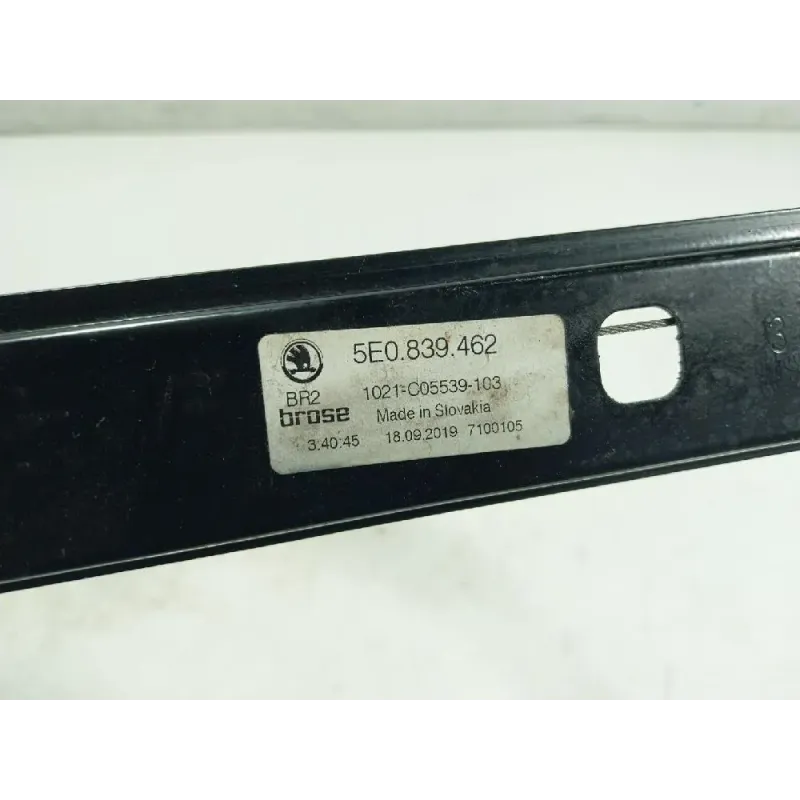 5E0.839.462
BR2 1021-C05539-103
brose Made in Slovakia
3:40:45 18.09.2019 7100105